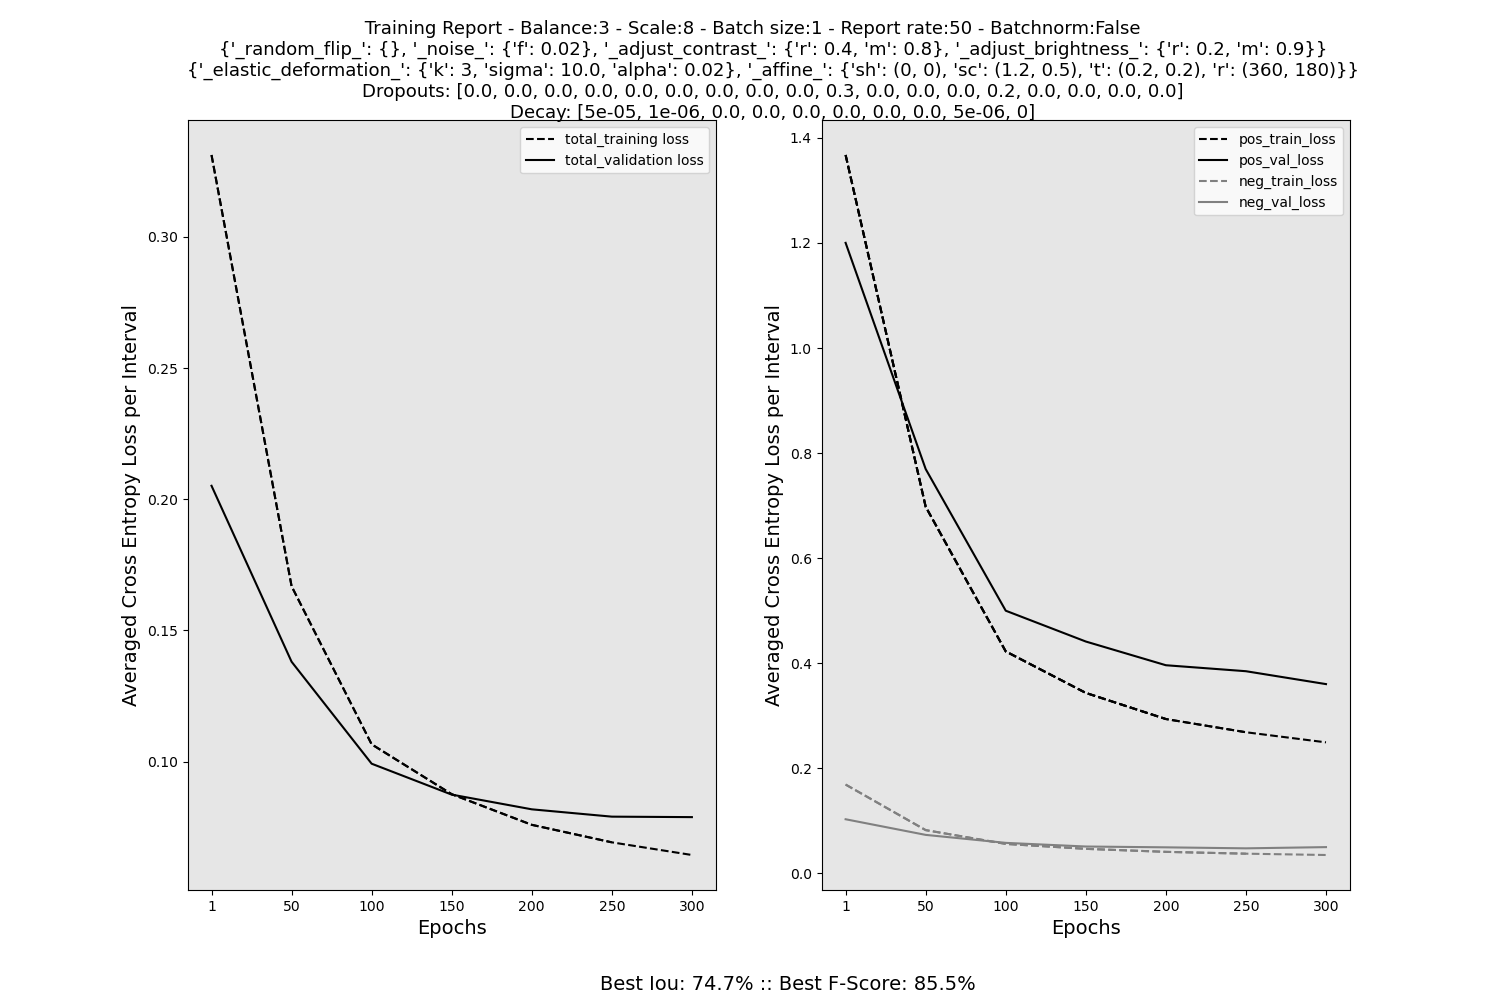 Training Report - Balance:3 - Scale:8 - Batch size:1 - Report rate:50 - Batchnorm:False
{'_random_flip_': {}, '_noise_': {'f': 0.02}, '_adjust_contrast_': {'r': 0.4, 'm': 0.8}, '_adjust_brightness_': {'r': 0.2, 'm': 0.9}}
{'_elastic_deformation_': {'k': 3, 'sigma': 10.0, 'alpha': 0.02}, '_affine_': {'sh': (0, 0), 'sc': (1.2, 0.5), 't': (0.2, 0.2), 'r': (360, 180)}}
Dropouts: [0.0, 0.0, 0.0, 0.0, 0.0, 0.0, 0.0, 0.0, 0.0, 0.3, 0.0, 0.0, 0.0, 0.2, 0.0, 0.0, 0.0, 0.0]
Decay: [5e-05, 1e-06, 0.0, 0.0, 0.0, 0.0, 0.0, 0.0, 5e-06, 0]
total_training loss
total_validation loss
0.30
0.25
0.20
0.15
0.10
Averaged Cross Entropy Loss per Interval
1 50 100 150 200 250 300
Epochs
pos_train_loss
pos_val_loss
neg_train_loss
neg_val_loss
1.4
1.2
1.0
0.8
0.6
0.4
0.2
0.0
Averaged Cross Entropy Loss per Interval
1 50 100 150 200 250 300
Epochs
Best Iou: 74.7% :: Best F-Score: 85.5%